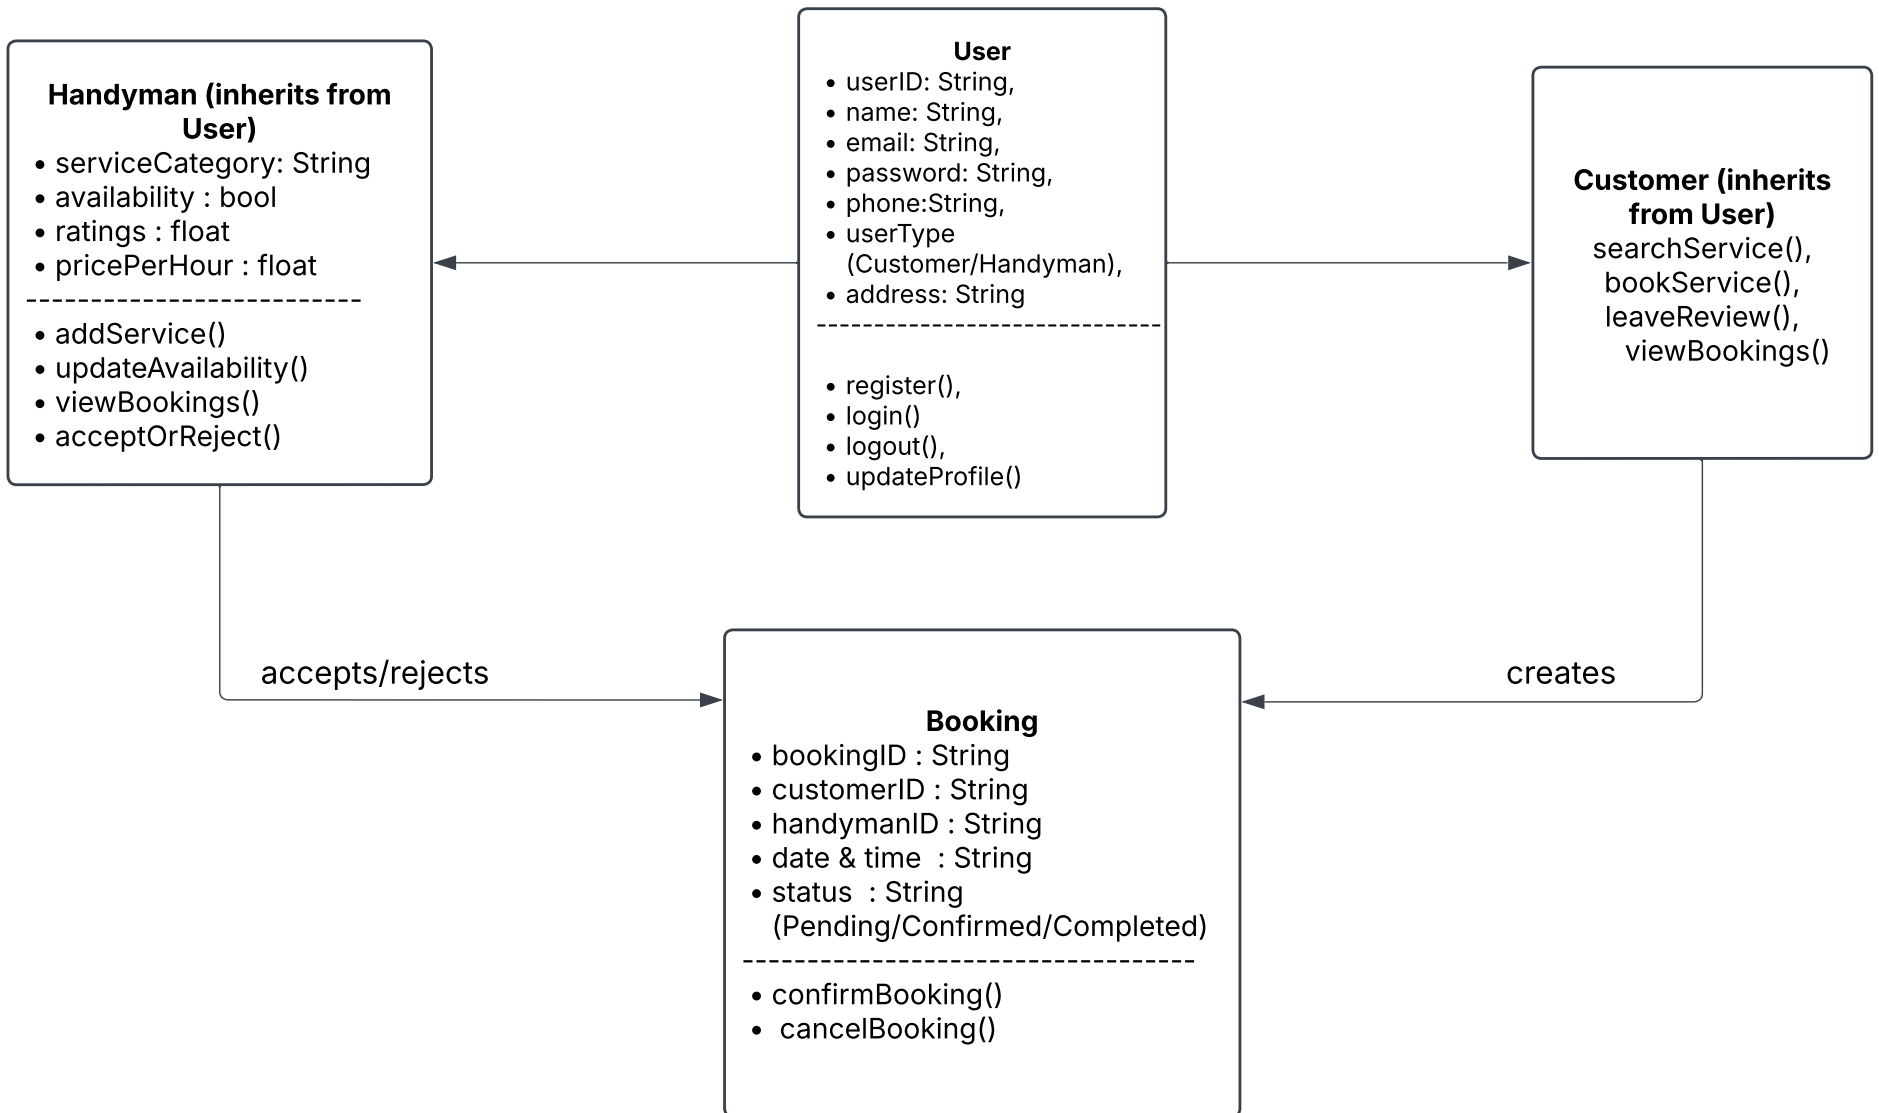 Handyman (inherits from
User)
• serviceCategory: String
• availability : bool
• ratings : float
• pricePerHour : float
--------------------------
• addService()
• updateAvailability()
• viewBookings()
• acceptOrReject()
User
• userID: String,
• name: String,
• email: String,
• password: String,
• phone:String,
• userType
(Customer/Handyman),
• address: String
------------------------------
• register(),
• login()
• logout(),
• updateProfile()
Customer (inherits
from User)
searchService(),
bookService(),
leaveReview(),
viewBookings()
accepts/rejects
creates
Booking
• bookingID : String
• customerID : String
• handymanID : String
• date & time  : String
• status  : String
(Pending/Confirmed/Completed)
-----------------------------------
• confirmBooking()
•  cancelBooking()